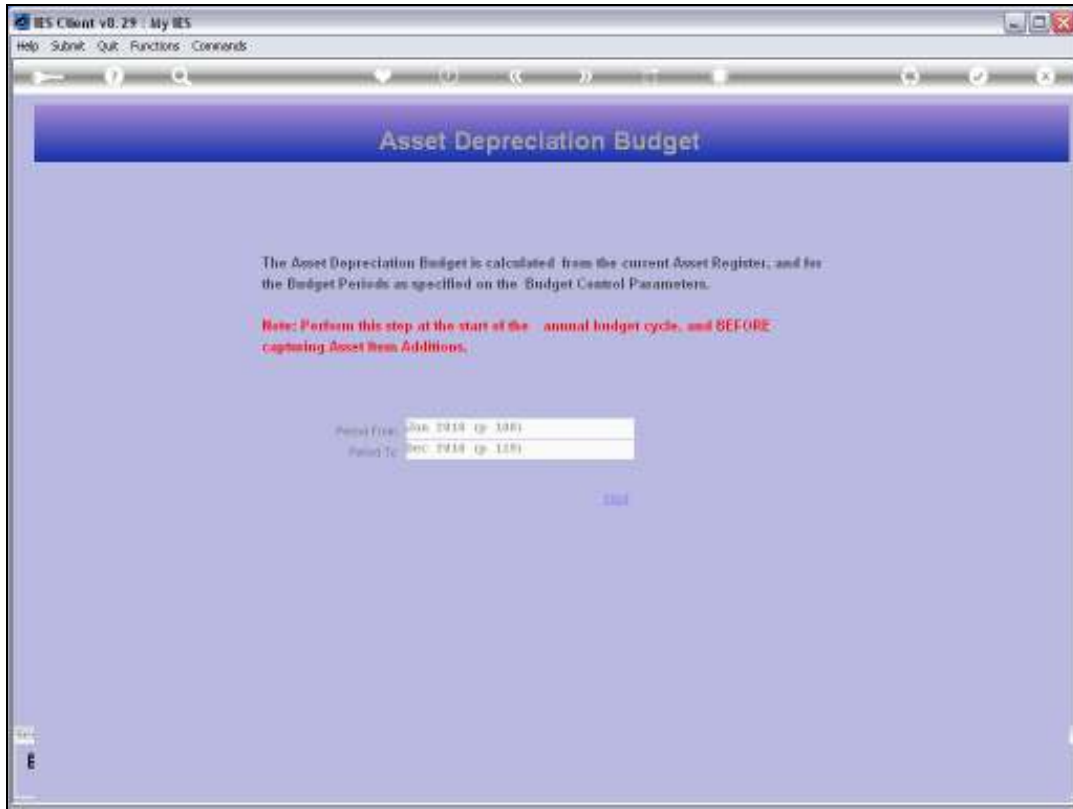 IES Client v8.29 : My IES
Help Submit Quit Functions Commands
Asset Depreciation Budget
The Asset Depreciation Budget is calculated from the current Asset Register, and for
the Budget Periods as specified on the Budget Control Parameters.
Note: Perform this step at the start of the annual budget cycle, and BEFORE
capturing Asset Item Additions.
Period From
Period To